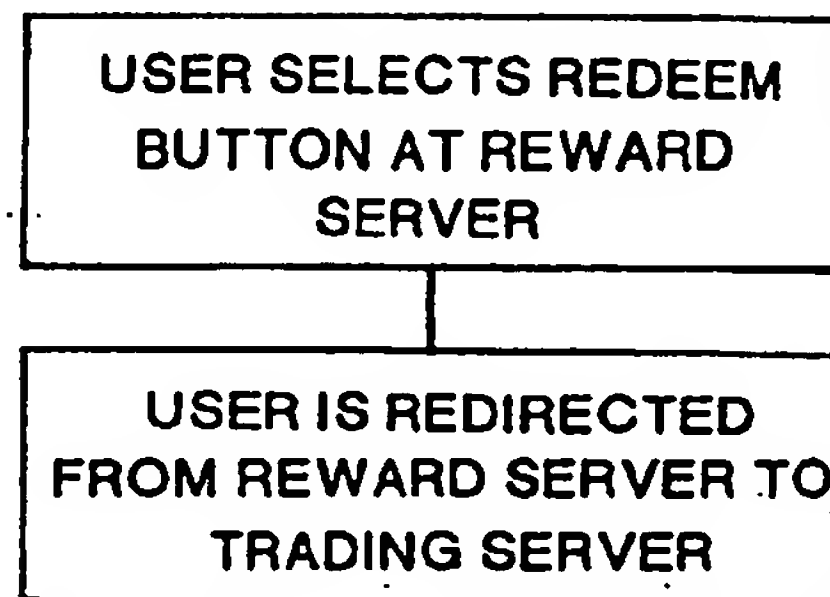 USER SELECTS REDEEM
BUTTON AT REWARD
SERVER
USER IS REDIRECTED
FROM REWARD SERVER TO
TRADING SERVER